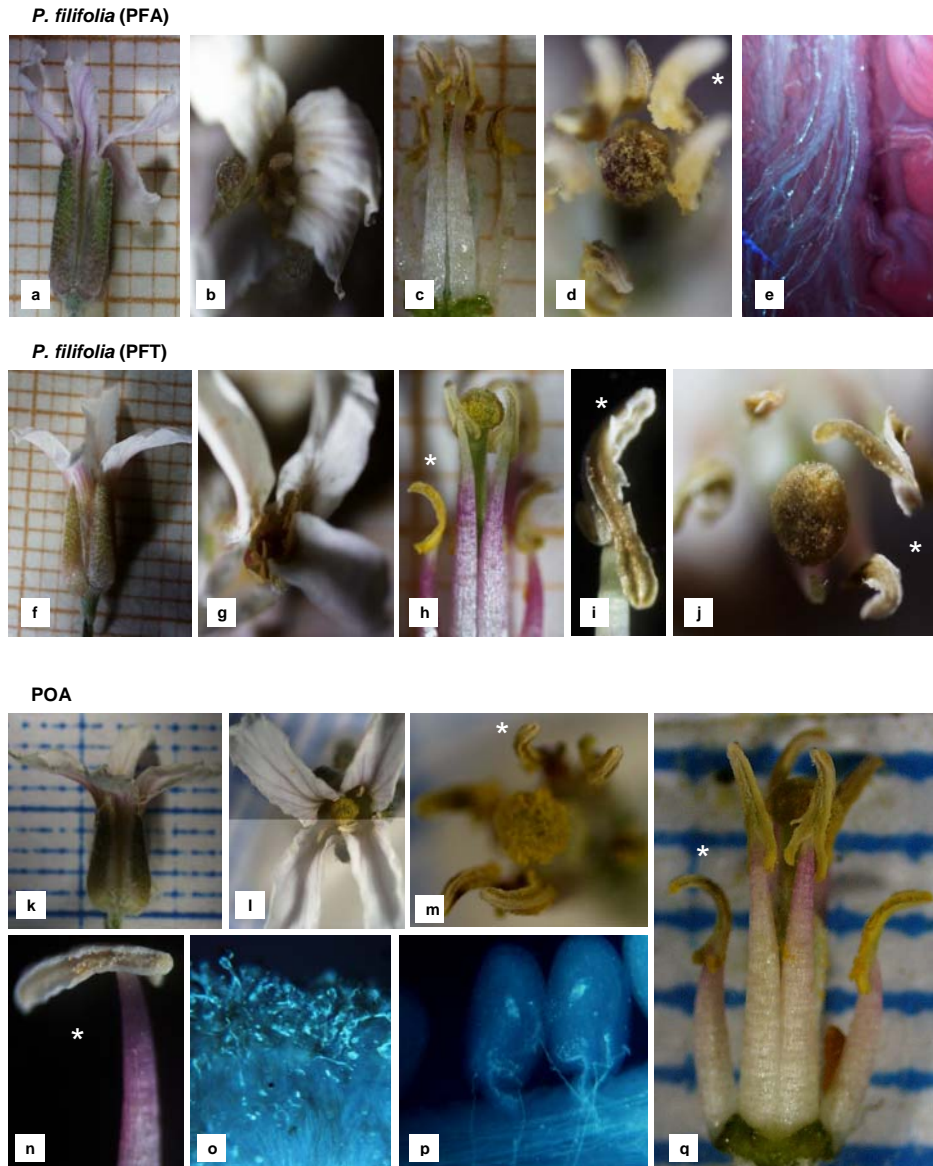 P. filifolia (PFA)
a
b
c
d
*
e
P. filifolia (PFT)
f
g
*
h
*
i
j
*
POA
k
l
*
m
*
q
*
n
o
p